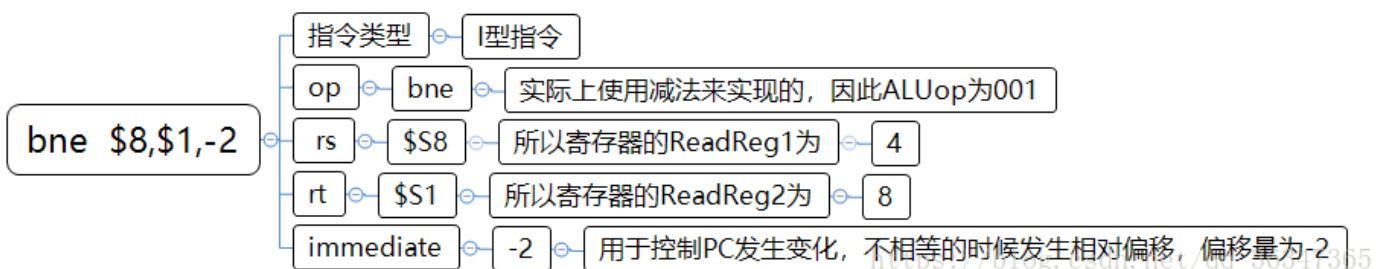 bne $8,$1,-2
指令类型 I型指令
op bne 实际上使用减法来实现的，因此ALUop为001
rs $S8 所以寄存器的ReadReg1为 4
rt $S1 所以寄存器的ReadReg2为 8
immediate -2 用于控制PC发生变化，不相等的时候发生相对偏移，偏移量为-2